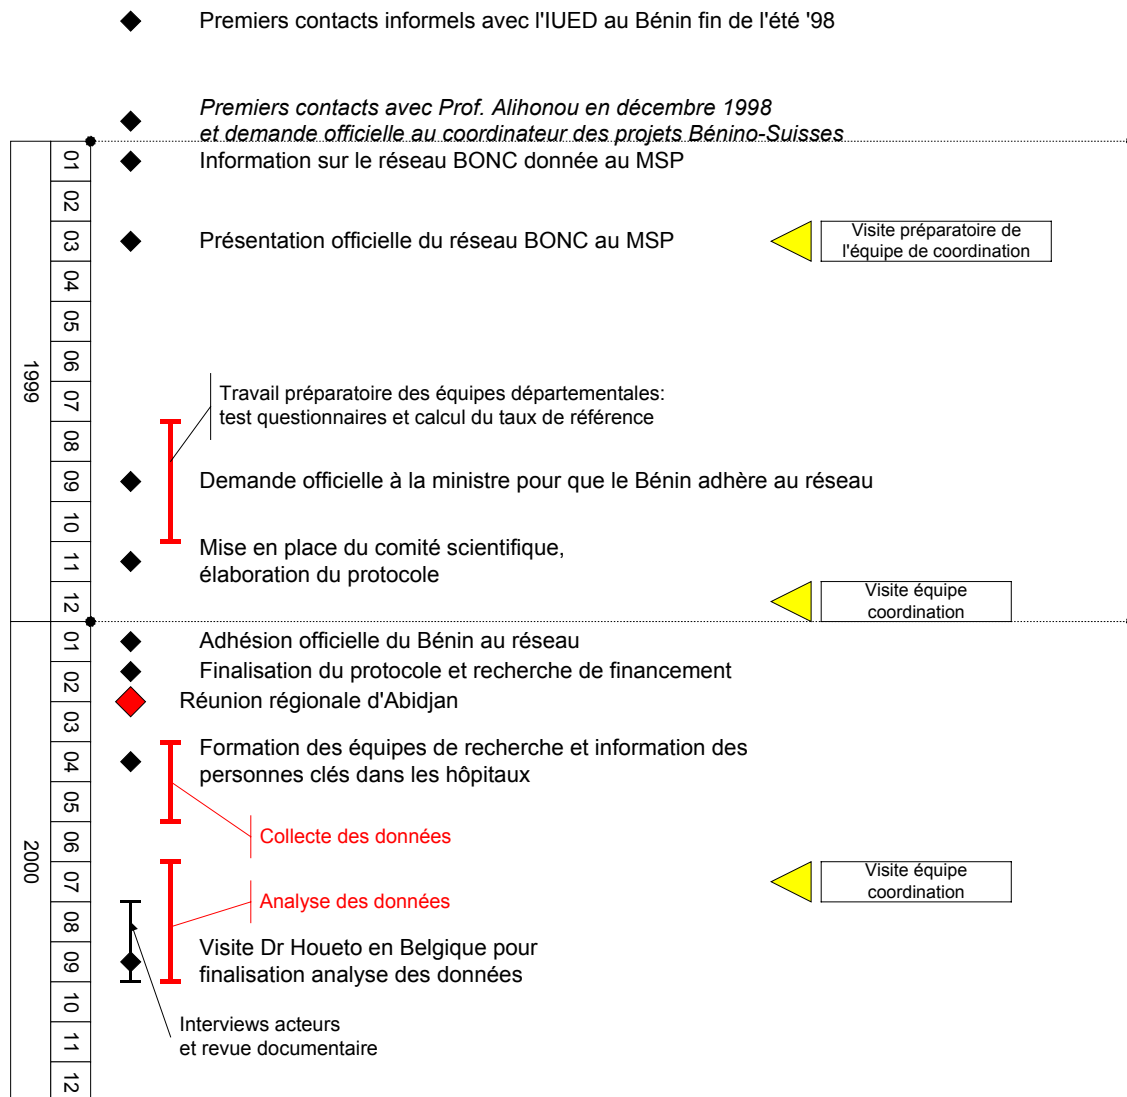 Premiers contacts informels avec l'IUED au Bénin fin de l'été '98
Premiers contacts avec Prof. Alihonou en décembre 1998
et demande officielle au coordinateur des projets Bénino-Suisses
1999
01
Information sur le réseau BONC donnée au MSP
02
03
Présentation officielle du réseau BONC au MSP
Visite préparatoire de
l'équipe de coordination
04
05
06
07
Travail préparatoire des équipes départementales:
test questionnaires et calcul du taux de référence
08
09
Demande officielle à la ministre pour que le Bénin adhère au réseau
10
11
Mise en place du comité scientifique,
élaboration du protocole
12
Visite équipe
coordination
2000
01
Adhésion officielle du Bénin au réseau
02
Finalisation du protocole et recherche de financement
Réunion régionale d'Abidjan
03
04
Formation des équipes de recherche et information des
personnes clés dans les hôpitaux
05
06
Collecte des données
07
Visite équipe
coordination
Analyse des données
08
09
Visite Dr Houeto en Belgique pour
finalisation analyse des données
10
11
Interviews acteurs
et revue documentaire
12